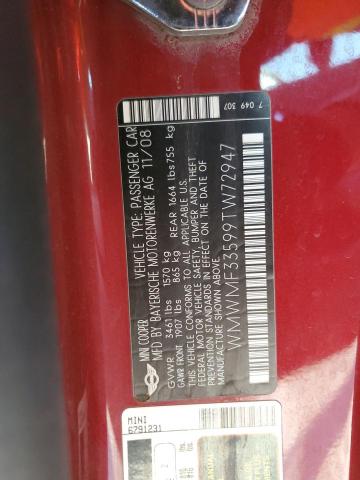 MINI COOPER VEHICLE TYPE: PASSENGER CAR
MFD BY BAYERISCHE MOTORENWERKE AG 11/08
GVWR 3461 lbs 1570 kg
GAWR FRONT 1907 lbs 865 kg REAR 1664 lbs 755 kg
THIS VEHICLE CONFORMS TO ALL APPLICABLE U.S.
FEDERAL MOTOR VEHICLE SAFETY, BUMPER AND THEFT
PREVENTION STANDARDS IN EFFECT ON THE DATE OF
MANUFACTURE SHOWN ABOVE.
WMWMF33599TW72947
7 049 307
MINI
6791231